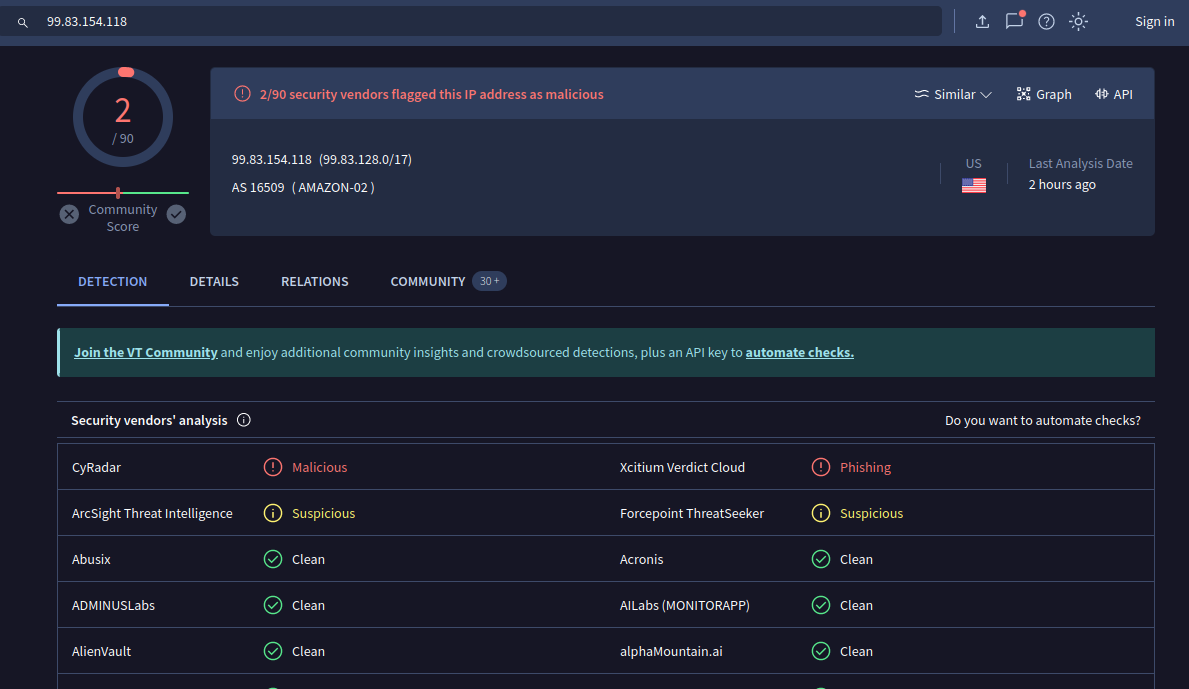 99.83.154.118
Sign in
2
/ 90
Community
Score
2/90 security vendors flagged this IP address as malicious
Similar
Graph
API
99.83.154.118 (99.83.128.0/17)
AS 16509 ( AMAZON-02 )
US
Last Analysis Date
2 hours ago
DETECTION DETAILS RELATIONS COMMUNITY 30+
Join the VT Community and enjoy additional community insights and crowdsourced detections, plus an API key to automate checks.
Security vendors' analysis Do you want to automate checks?
CyRadar Malicious Xcitium Verdict Cloud Phishing
ArcSight Threat Intelligence Suspicious Forcepoint ThreatSeeker Suspicious
Abusix Clean Acronis Clean
ADMINUSLabs Clean AILabs (MONITORAPP) Clean
AlienVault Clean alphaMountain.ai Clean